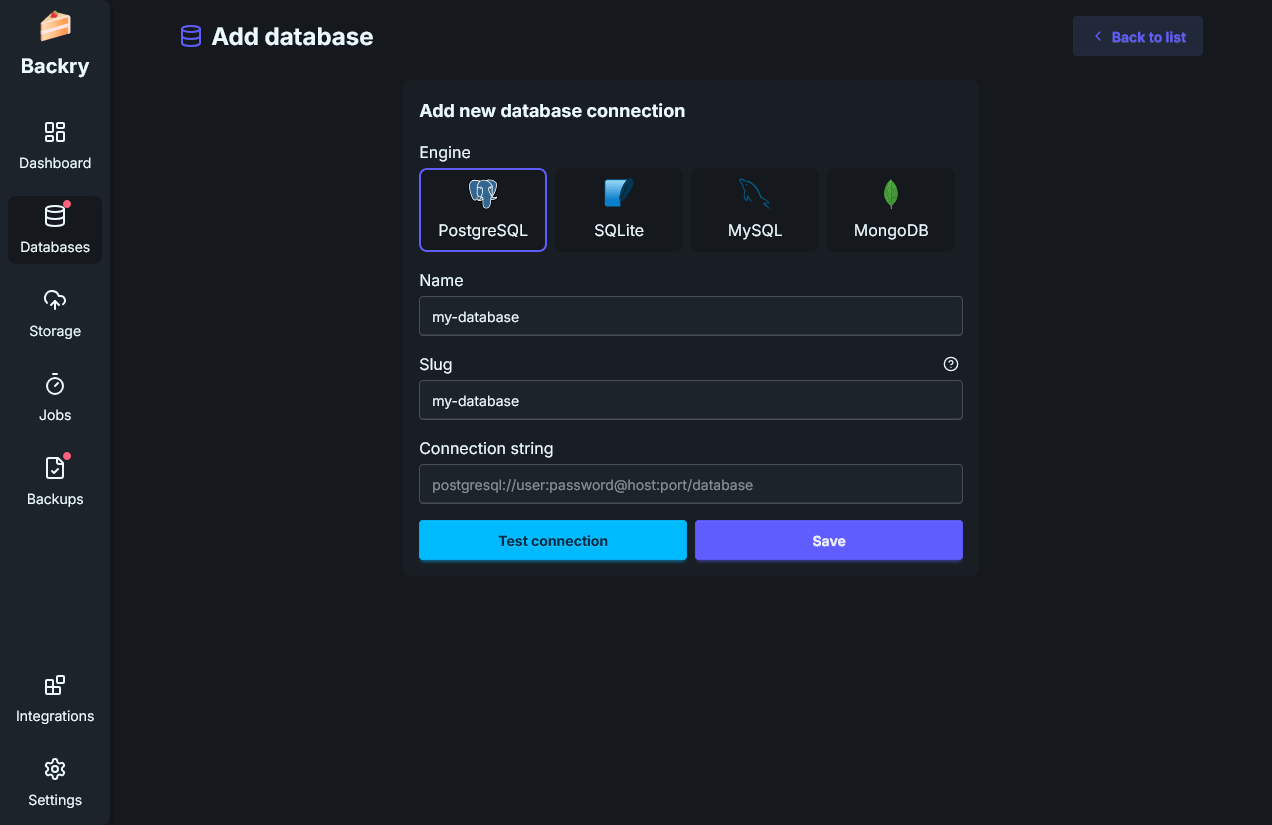 Backry
Dashboard
Databases
Storage
Jobs
Backups
Integrations
Settings
Add database
Back to list
Add new database connection
Engine
PostgreSQL
SQLite
MySQL
MongoDB
Name
my-database
Slug
my-database
Connection string
postgresql://user:password@host:port/database
Test connection
Save